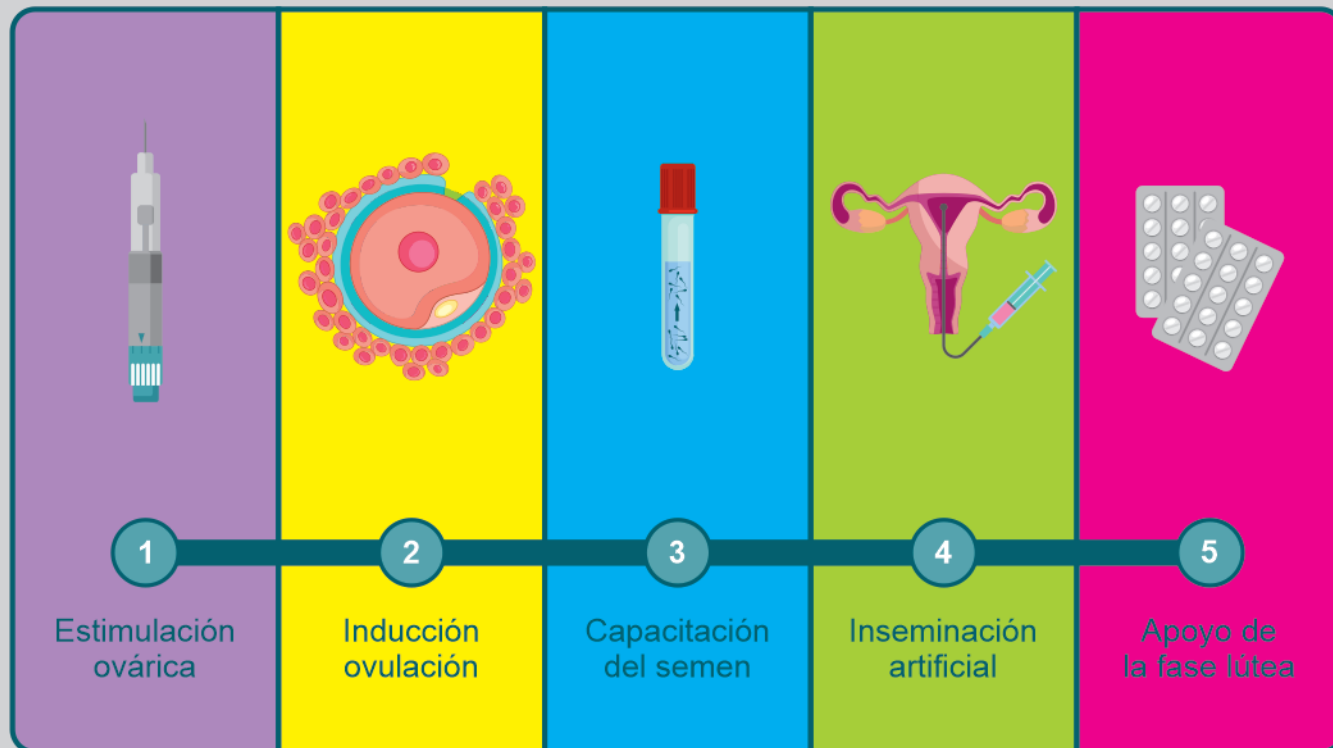 1
Estimulación
ovárica
2
Inducción
ovulación
3
Capacitación
del semen
4
Inseminación
artificial
5
Apoyo de
la fase lútea